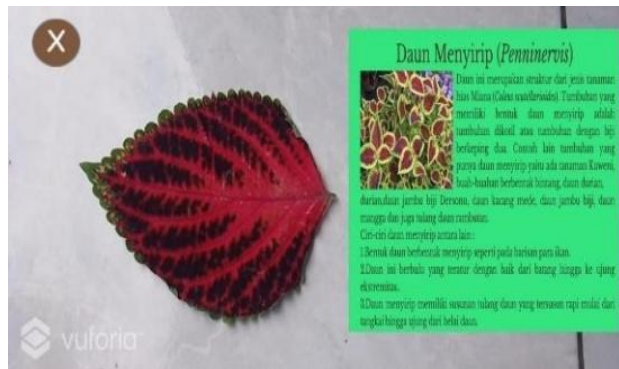 X
Daun Menyirip (Penninervis)
Daun ini merupakan struktur dari jenis tanaman
hias Miana (Coleus scutellarioides). Tumbuhan yang
memiliki bentuk daun menyirip adalah
tumbuhan dikotil atau tumbuhan dengan biji
berkeping dua. Contoh lain tumbuhan yang
punya daun menyirip yaitu ada tanaman Kuweni,
buah-buahan berbentuk bintang, daun durian,
durian,daun jambu biji Dersono, daun kacang mede, daun jambu biji, daun
mangga dan juga tulang daun rambutan.
Ciri-ciri daun menyirip antara lain :
1.Bentuk daun berbentuk menyirip seperti pada barisan para ikan.
2.Daun ini berbulu yang teratur dengan baik dari batang hingga ke ujung
ekstremitas.
3.Daun menyirip memiliki susunan tulang daun yang tersusun rapi mulai dari
tangkai hingga ujung dari helai daun.
vuforia